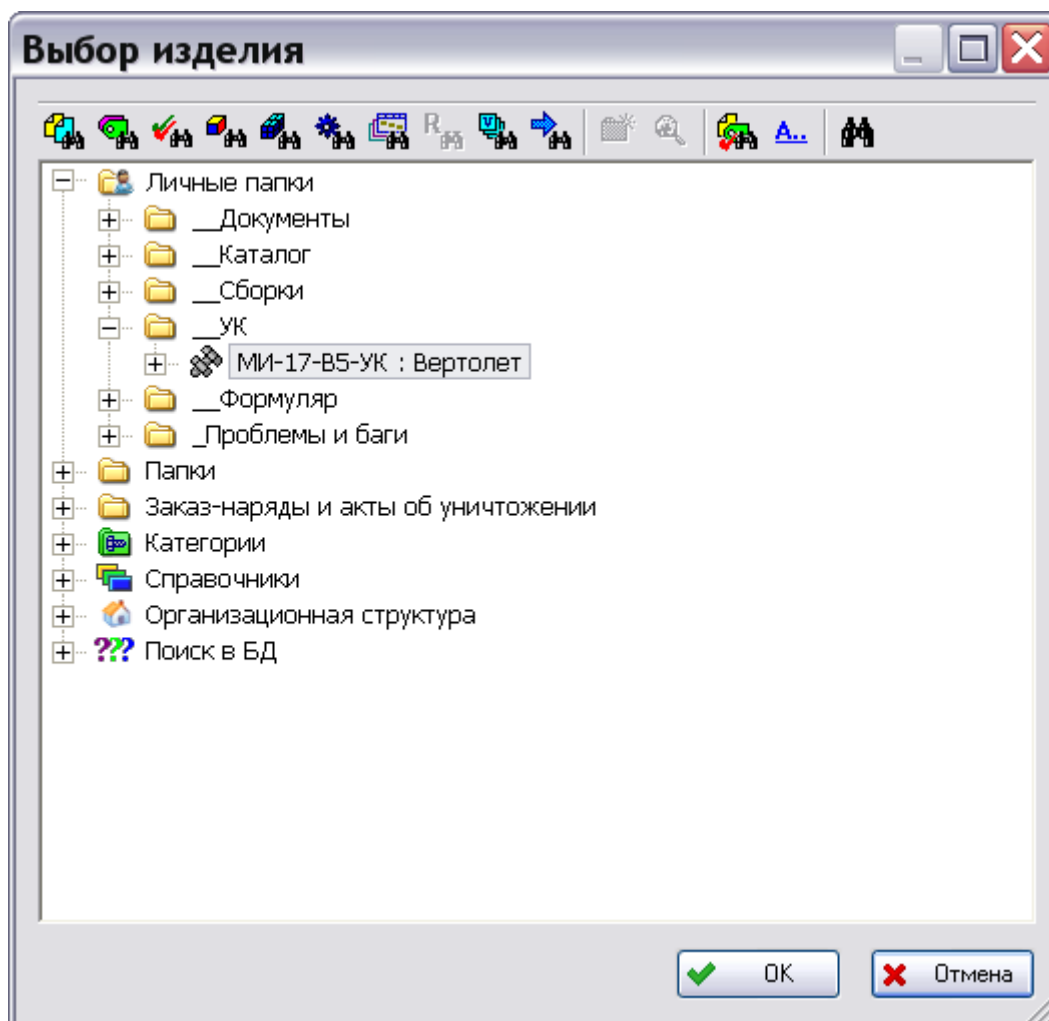 Выбор изделия
R
V
A..
Личные папки
__Документы
__Каталог
__Сборки
__УК
МИ-17-В5-УК : Вертолет
__Формуляр
_Проблемы и баги
Папки
Заказ-наряды и акты об уничтожении
Категории
Справочники
Организационная структура
??? Поиск в БД
OK
Отмена